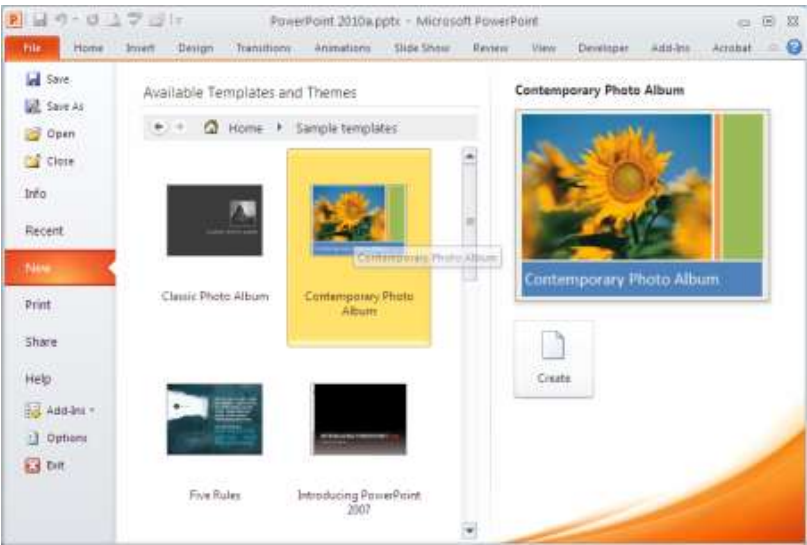 PowerPoint 2010a.pptx - Microsoft PowerPoint
File Home Insert Design Transitions Animations Slide Show Review View Developer Add-Ins Acrobat
Save
Save As
Open
Close
Info
Recent
New
Print
Share
Help
Add-Ins
Options
Exit
Available Templates and Themes
Home Sample templates
Classic Photo Album
Contemporary Photo
Album
Contemporary Photo Album
Five Rules
Introducing PowerPoint
2007
Contemporary Photo Album
Contemporary Photo Album
Create